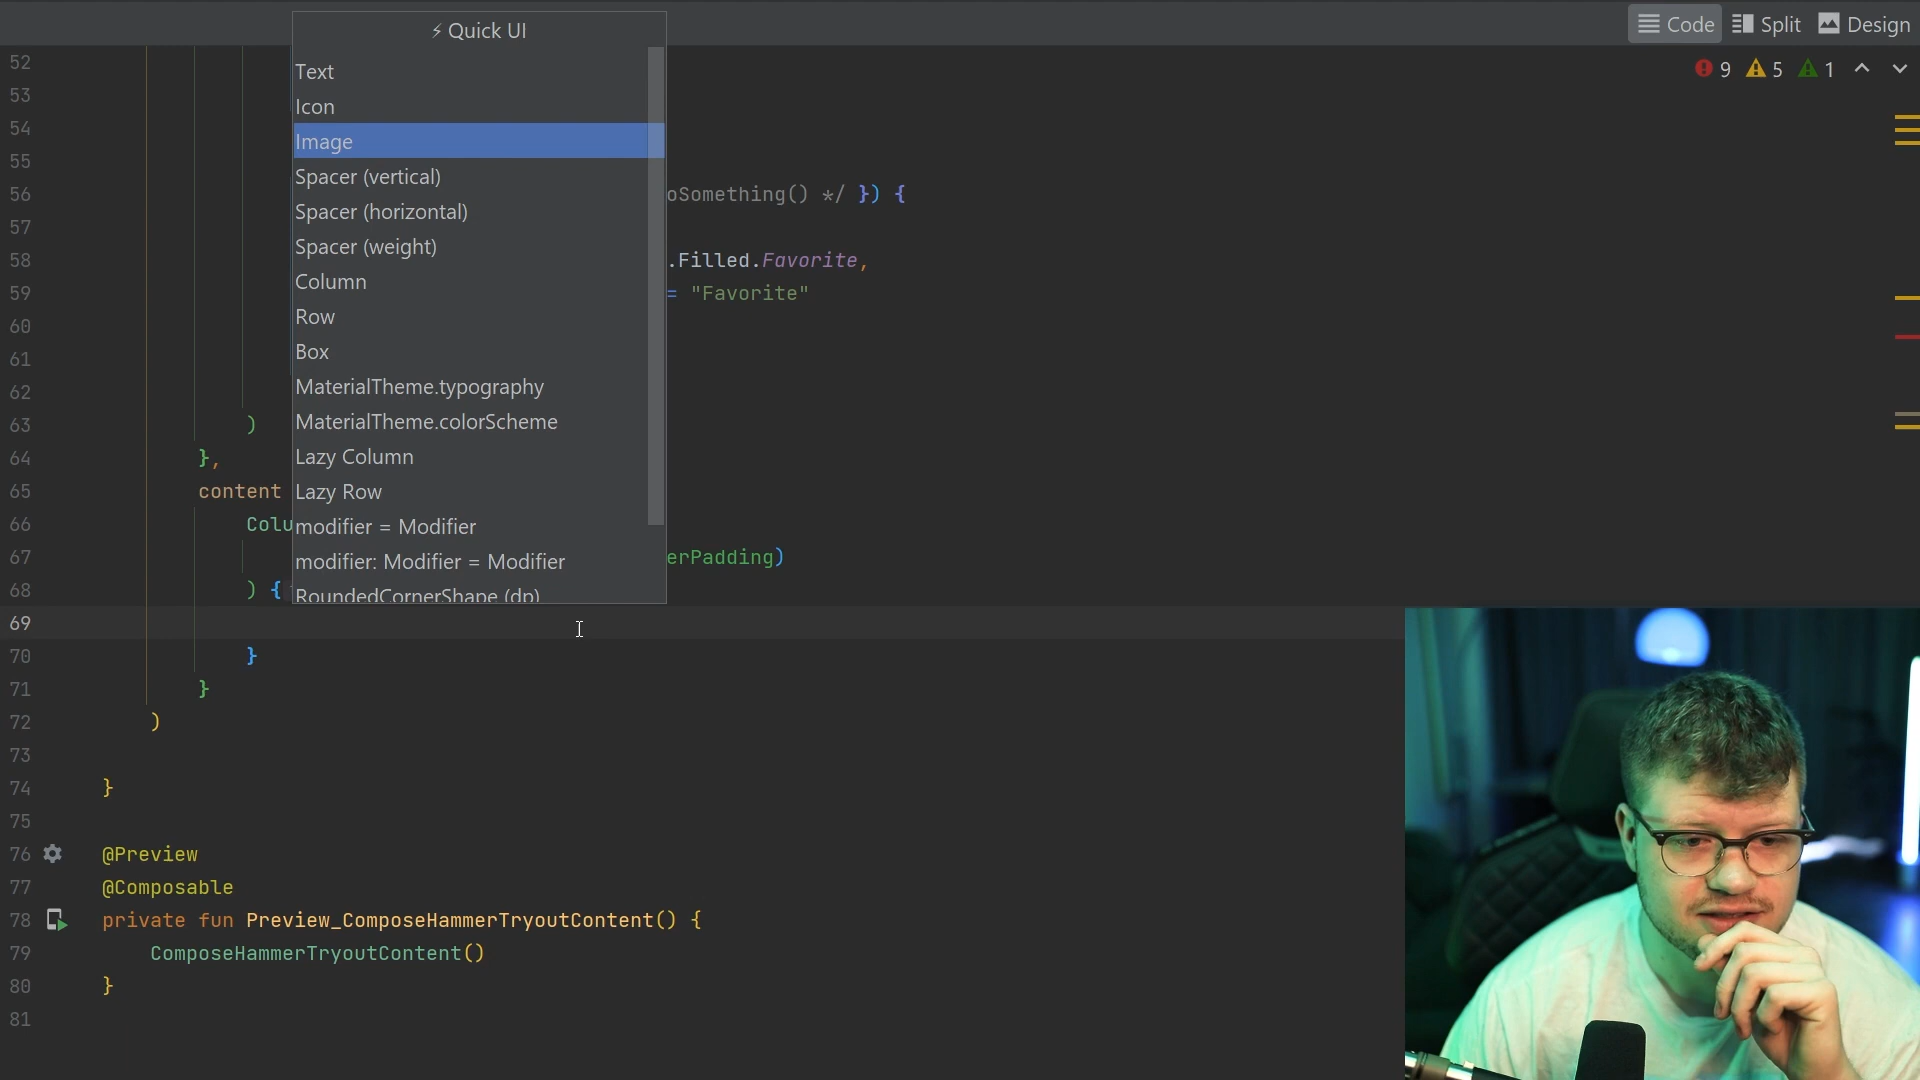 ⚡ Quick UI
Code Split Design
9 5 1
Text
Icon
Image
Spacer (vertical)
Spacer (horizontal)
Spacer (weight)
Column
Row
Box
MaterialTheme.typography
MaterialTheme.colorScheme
Lazy Column
Lazy Row
modifier = Modifier
modifier: Modifier = Modifier
RoundedCornerShape (dp)
52
53
54
55
56 oSomething() */ }) {
57
58 .Filled.Favorite,
59 = "Favorite"
60
61
62
63 )
64 },
65 content
66 Colu
67 erPadding)
68 ) {
69
70 }
71 }
72 )
73
74 }
75
76 @Preview
77 @Composable
78 private fun Preview_ComposeHammerTryoutContent() {
79 ComposeHammerTryoutContent()
80 }
81